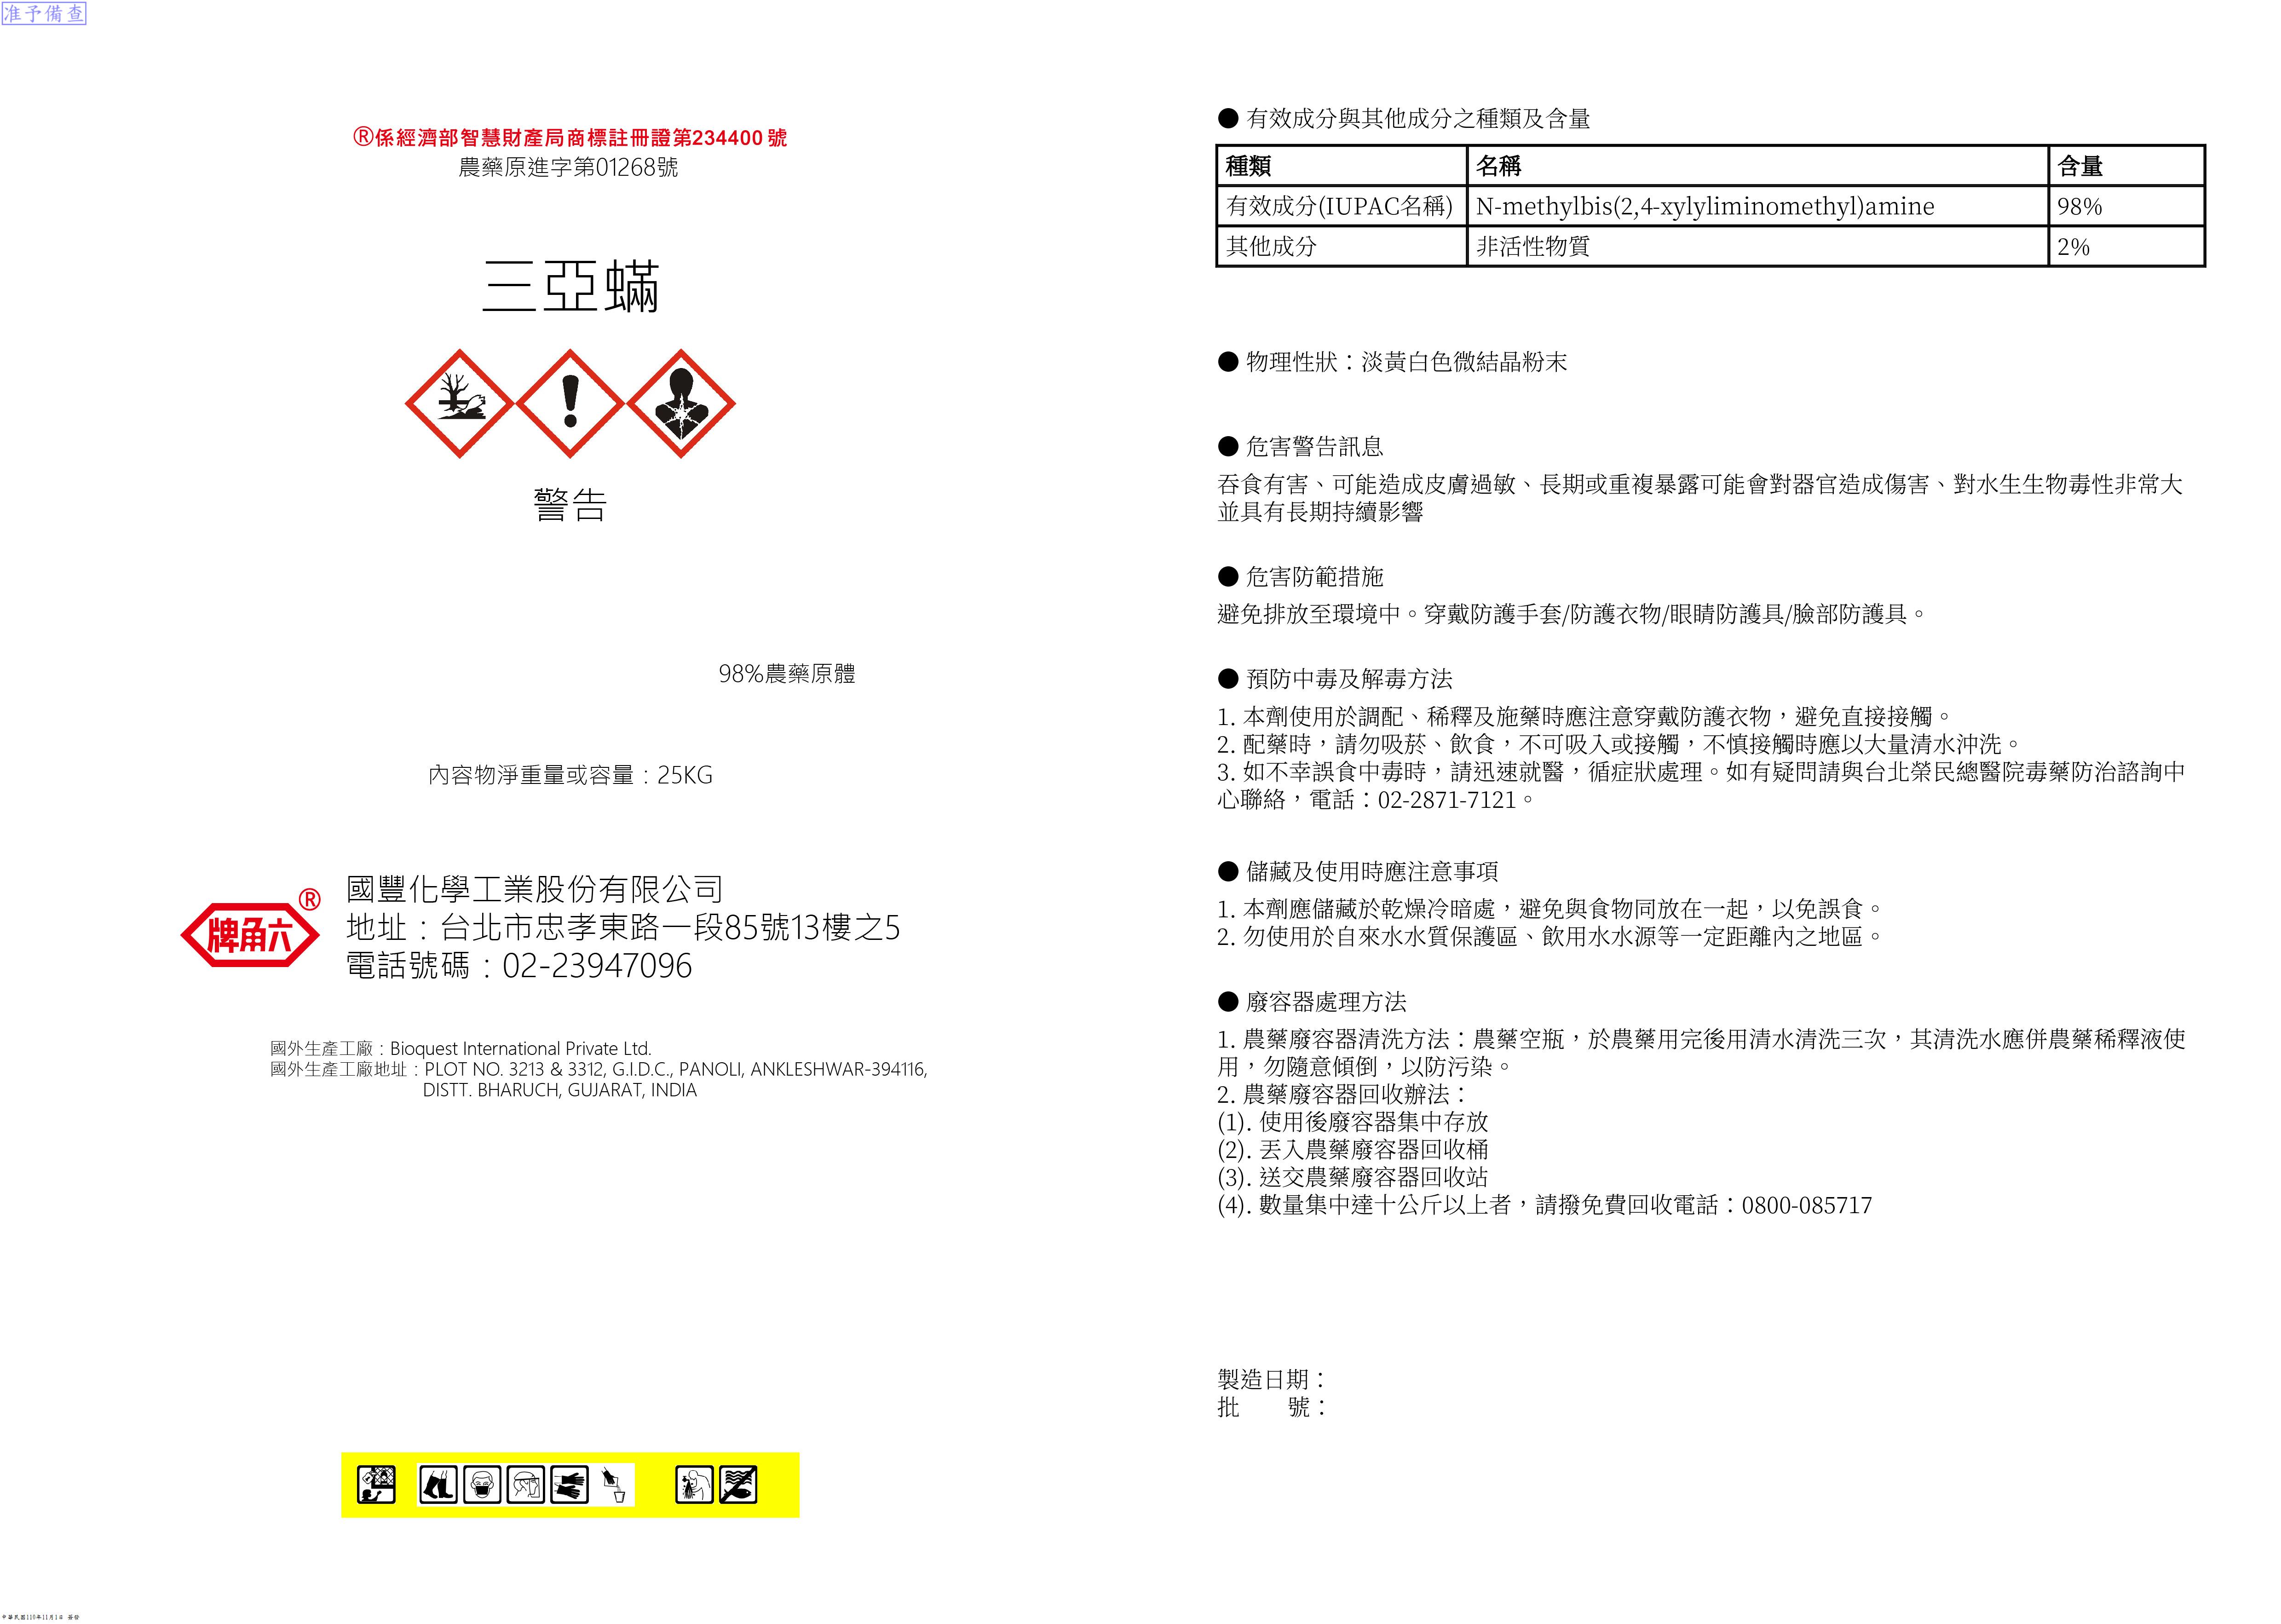 准予備查
®係經濟部智慧財產局商標註冊證第234400 號
農藥原進字第01268號
三亞蟎
警告
98%農藥原體
內容物淨重量或容量：25KG
牌角六®
國豐化學工業股份有限公司
地址：台北市忠孝東路一段85號13樓之5
電話號碼：02-23947096
國外生產工廠：Bioquest International Private Ltd.
國外生產工廠地址：PLOT NO. 3213 & 3312, G.I.D.C., PANOLI, ANKLESHWAR-394116,
DISTT. BHARUCH, GUJARAT, INDIA
● 有效成分與其他成分之種類及含量
種類 名稱 含量
有效成分(IUPAC名稱) N-methylbis(2,4-xylyliminomethyl)amine 98%
其他成分 非活性物質 2%
● 物理性狀：淡黃白色微結晶粉末
● 危害警告訊息
吞食有害、可能造成皮膚過敏、長期或重複暴露可能會對器官造成傷害、對水生生物毒性非常大
並具有長期持續影響
● 危害防範措施
避免排放至環境中。穿戴防護手套/防護衣物/眼睛防護具/臉部防護具。
● 預防中毒及解毒方法
1. 本劑使用於調配、稀釋及施藥時應注意穿戴防護衣物，避免直接接觸。
2. 配藥時，請勿吸菸、飲食，不可吸入或接觸，不慎接觸時應以大量清水沖洗。
3. 如不幸誤食中毒時，請迅速就醫，循症狀處理。如有疑問請與台北榮民總醫院毒藥防治諮詢中
心聯絡，電話：02-2871-7121。
● 儲藏及使用時應注意事項
1. 本劑應儲藏於乾燥冷暗處，避免與食物同放在一起，以免誤食。
2. 勿使用於自來水水質保護區、飲用水水源等一定距離內之地區。
● 廢容器處理方法
1. 農藥廢容器清洗方法：農藥空瓶，於農藥用完後用清水清洗三次，其清洗水應併農藥稀釋液使
用，勿隨意傾倒，以防污染。
2. 農藥廢容器回收辦法：
(1). 使用後廢容器集中存放
(2). 丟入農藥廢容器回收桶
(3). 送交農藥廢容器回收站
(4). 數量集中達十公斤以上者，請撥免費回收電話：0800-085717
製造日期：
批 號：
中華民國110年11月1日 簽發